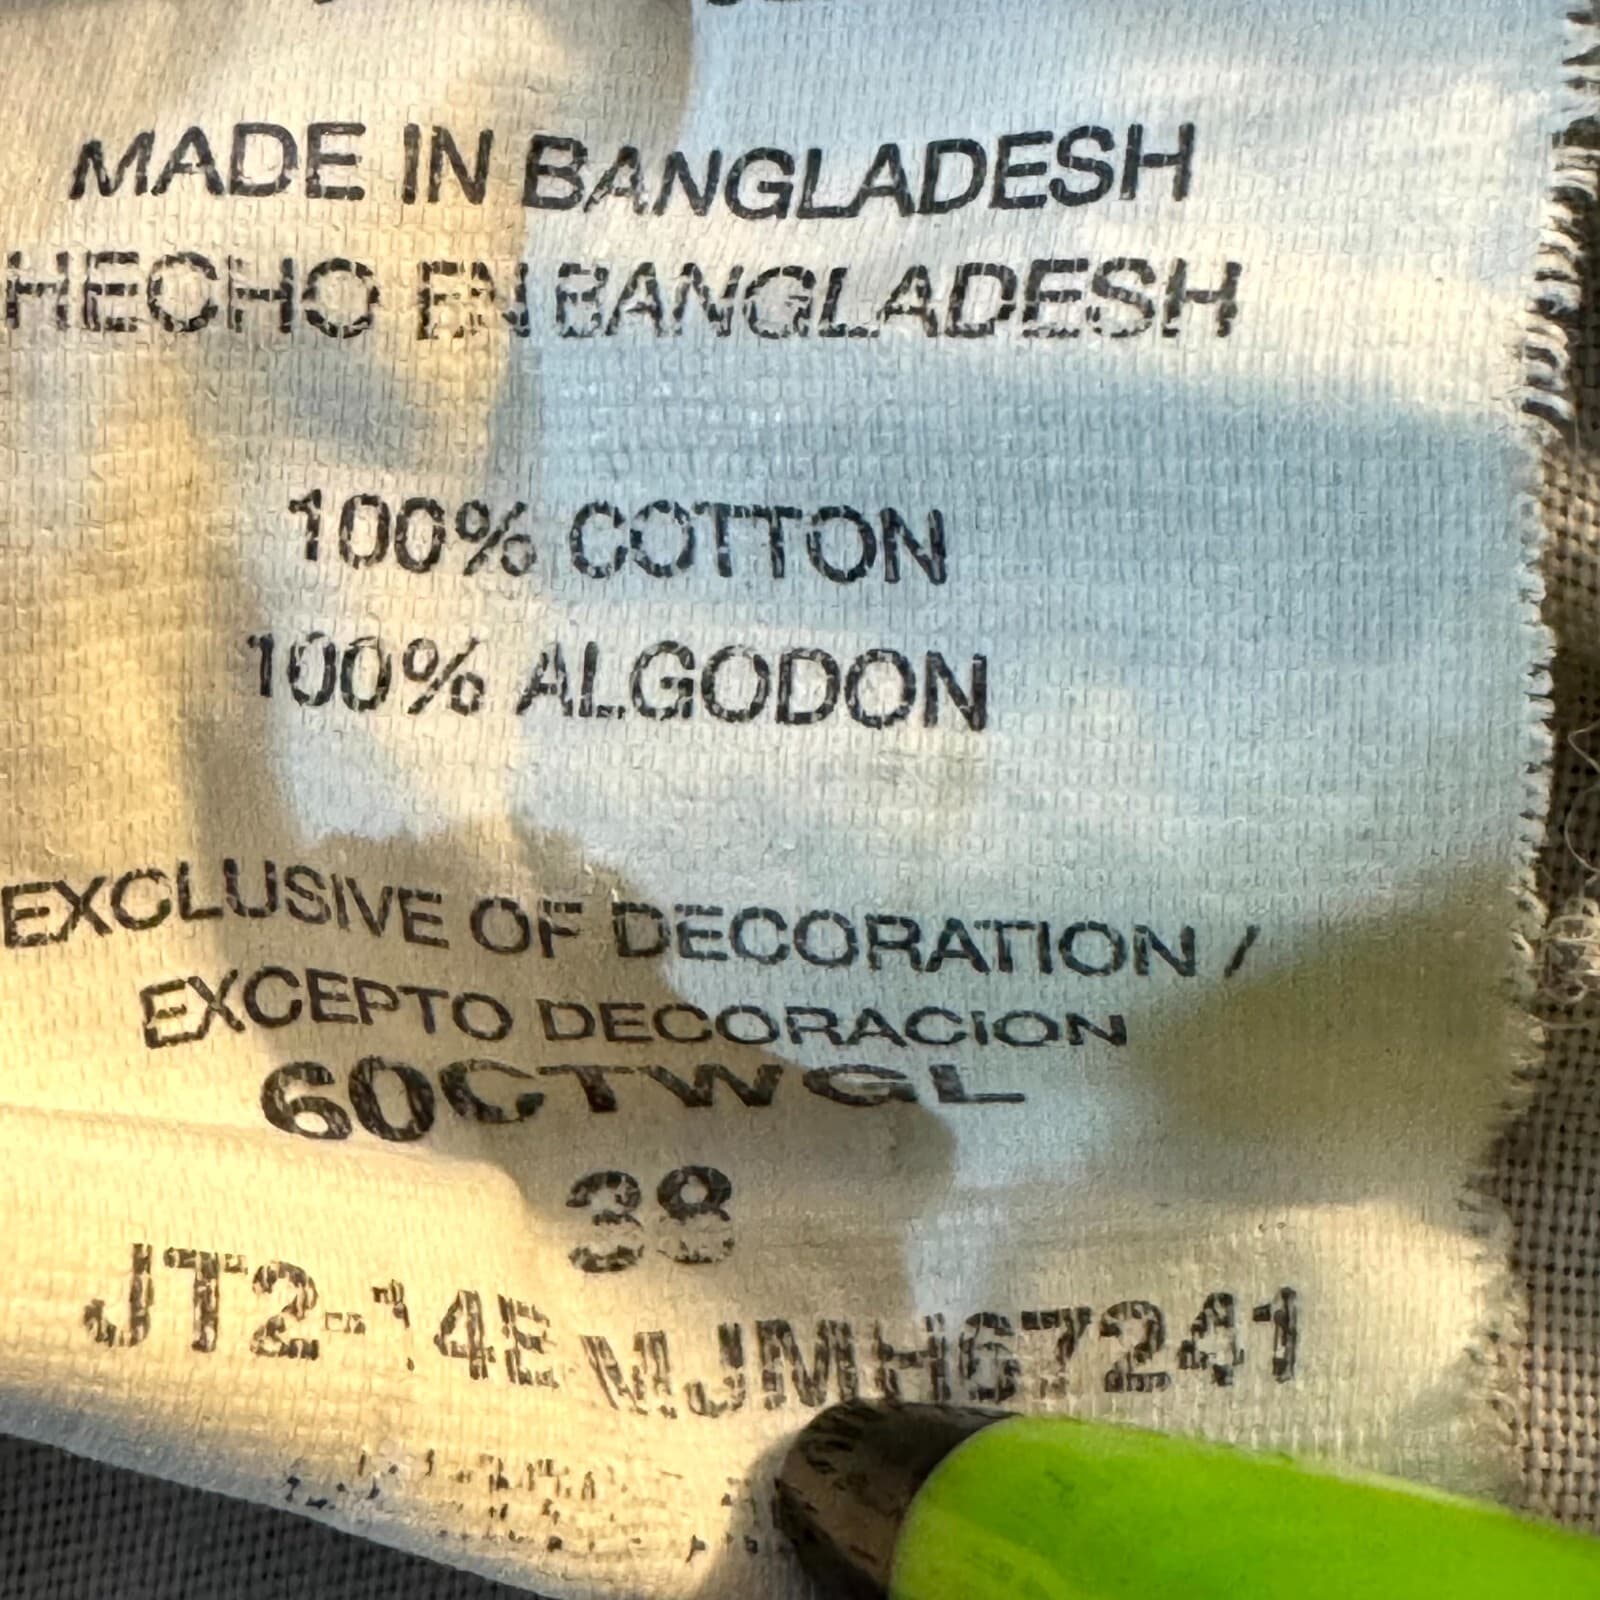 MADE IN BANGLADESH
HECHO EN BANGLADESH
100% COTTON
100% ALGODON
EXCLUSIVE OF DECORATION /
EXCEPTO DECORACION
60CTWGL
38
JT2-14E WJMH67241